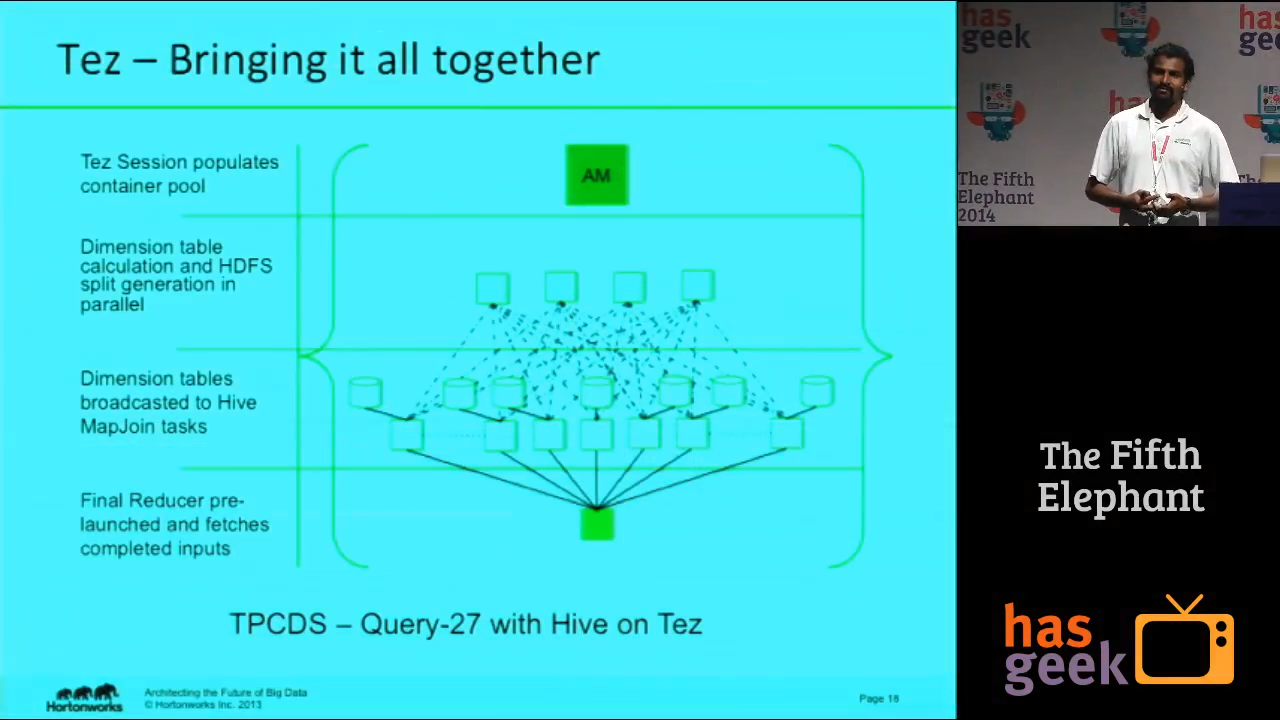 Tez – Bringing it all together
Tez Session populates
container pool
AM
Dimension table
calculation and HDFS
split generation in
parallel
Dimension tables
broadcasted to Hive
MapJoin tasks
Final Reducer pre-
launched and fetches
completed inputs
TPCDS – Query-27 with Hive on Tez
Hortonworks
Architecting the Future of Big Data
© Hortonworks Inc. 2013
Page 18
has
geek
has
ge
ha
The Fifth
Elephant
2014
The Fifth
Elephant
has
geek